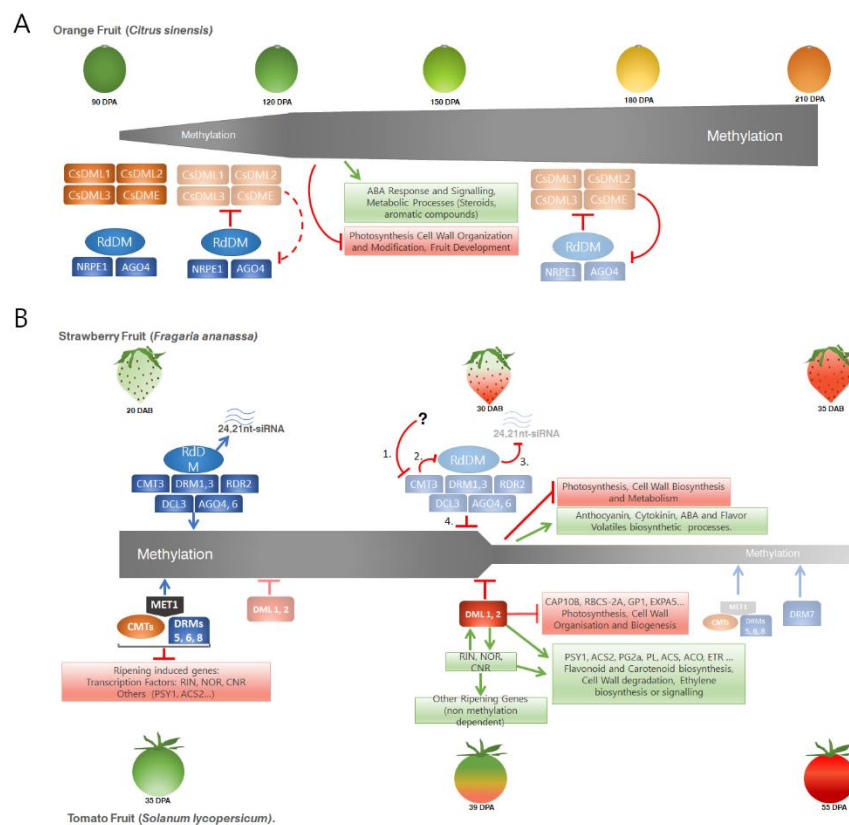 A
Orange Fruit (Citrus sinensis)
90 DPA
120 DPA
150 DPA
180 DPA
210 DPA
Methylation
Methylation
CsDML1 CsDML2
CsDML3 CsDME
CsDML1 CsDML2
CsDML3 CsDME
ABA Response and Signalling,
Metabolic Processes (Steroids,
aromatic compounds)
Photosynthesis Cell Wall Organization
and Modification, Fruit Development
CsDML1 CsDML2
CsDML3 CsDME
RdDM
NRPE1 AGO4
RdDM
NRPE1 AGO4
RdDM
NRPE1 AGO4
B
Strawberry Fruit (Fragaria ananassa)
20 DAB
30 DAB
35 DAB
24,21nt-siRNA
RdD
M
CMT3 DRM1,3 RDR2
DCL3 AGO4, 6
?
24,21nt-siRNA
1.
2.
RdDM
3.
CMT3 DRM1,3 RDR2
DCL3 AGO4, 6
4.
Photosynthesis, Cell Wall Biosynthesis
and Metabolism
Anthocyanin, Cytokinin, ABA and Flavor
Volatiles biosynthetic processes.
Methylation
Methylation
MET1
CMTs
DRMs
5, 6, 8
DML 1, 2
DML 1, 2
CAP10B, RBCS-2A, GP1, EXPA5...
Photosynthesis, Cell Wall
Organisation and Biogenesis
MET1
CMTs
DRMs
5, 6, 8
DRM7
Ripening induced genes:
Transcription Factors: RIN, NOR, CNR
Others (PSY1, ACS2...)
RIN, NOR,
CNR
PSY1, ACS2, PG2a, PL, ACS, ACO, ETR ...
Flavonoid and Carotenoid biosynthesis,
Cell Wall degradation, Ethylene
biosynthesis or signalling
Other Ripening Genes
(non methylation
dependent)
35 DPA
39 DPA
55 DPA
Tomato Fruit (Solanum lycopersicum).